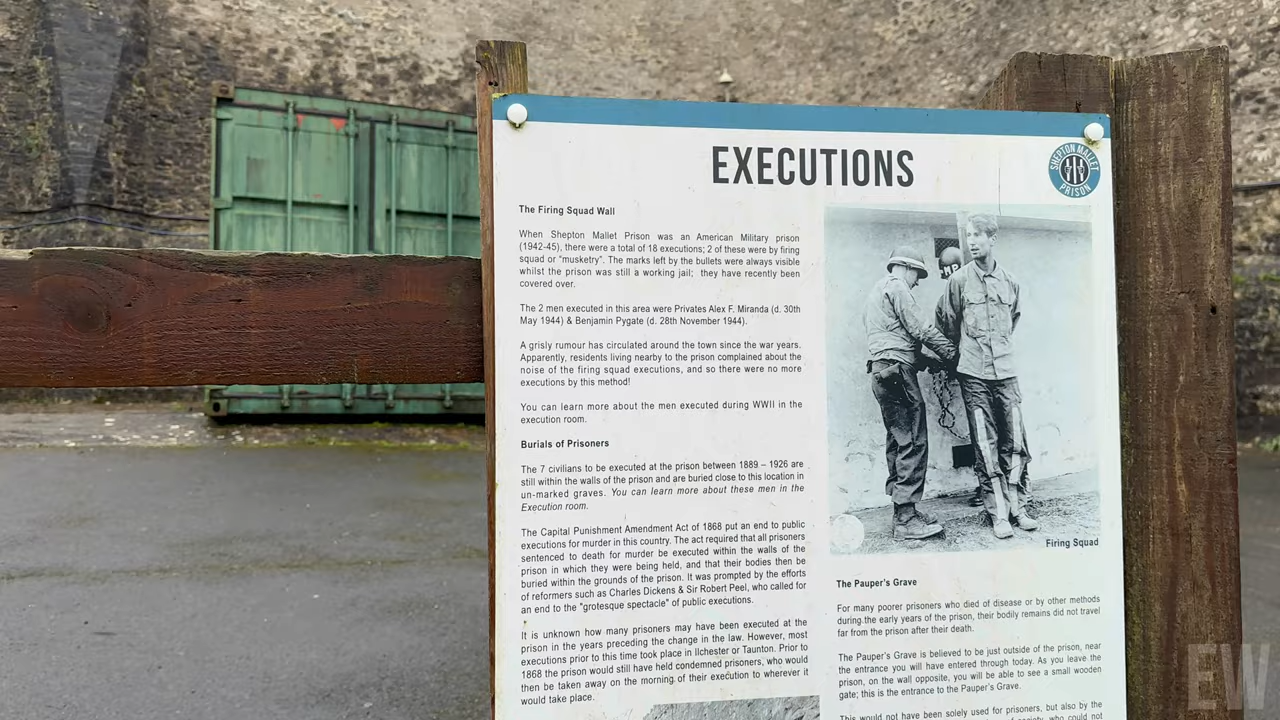 EXECUTIONS
SHEPTON MALLET
PRISON
The Firing Squad Wall
When Shepton Mallet Prison was an American Military prison
(1942-45), there were a total of 18 executions; 2 of these were by firing
squad or "musketry". The marks left by the bullets were always visible
whilst the prison was still a working jail; they have recently been
covered over.
The 2 men executed in this area were Privates Alex F. Miranda (d. 30th
May 1944) & Benjamin Pygate (d. 28th November 1944).
A grisly rumour has circulated around the town since the war years.
Apparently, residents living nearby to the prison complained about the
noise of the firing squad executions, and so there were no more
executions by this method!
You can learn more about the men executed during WWII in the
execution room.
Burials of Prisoners
The 7 civilians to be executed at the prison between 1889 – 1926 are
still within the walls of the prison and are buried close to this location in
un-marked graves. You can learn more about these men in the
Execution room.
The Capital Punishment Amendment Act of 1868 put an end to public
executions for murder in this country. The act required that all prisoners
sentenced to death for murder be executed within the walls of the
prison in which they were being held, and that their bodies then be
buried within the grounds of the prison. It was prompted by the efforts
of reformers such as Charles Dickens & Sir Robert Peel, who called for
an end to the "grotesque spectacle" of public executions.
It is unknown how many prisoners may have been executed at the
prison in the years preceding the change in the law. However, most
executions prior to this time took place in Ilchester or Taunton. Prior to
1868 the prison would still have held condemned prisoners, who would
then be taken away on the morning of their execution to wherever it
would take place.
MP
Firing Squad
The Pauper's Grave
For many poorer prisoners who died of disease or by other methods
during.the early years of the prison, their bodily remains did not travel
far from the prison after their death.
The Pauper's Grave is believed to be just outside of the prison, near
the entrance you will have entered through today. As you leave the
prison, on the wall opposite, you will be able to see a small wooden
gate; this is the entrance to the Pauper's Grave.
This would not have been solely used for prisoners, but also by the
of society, who could not
EW